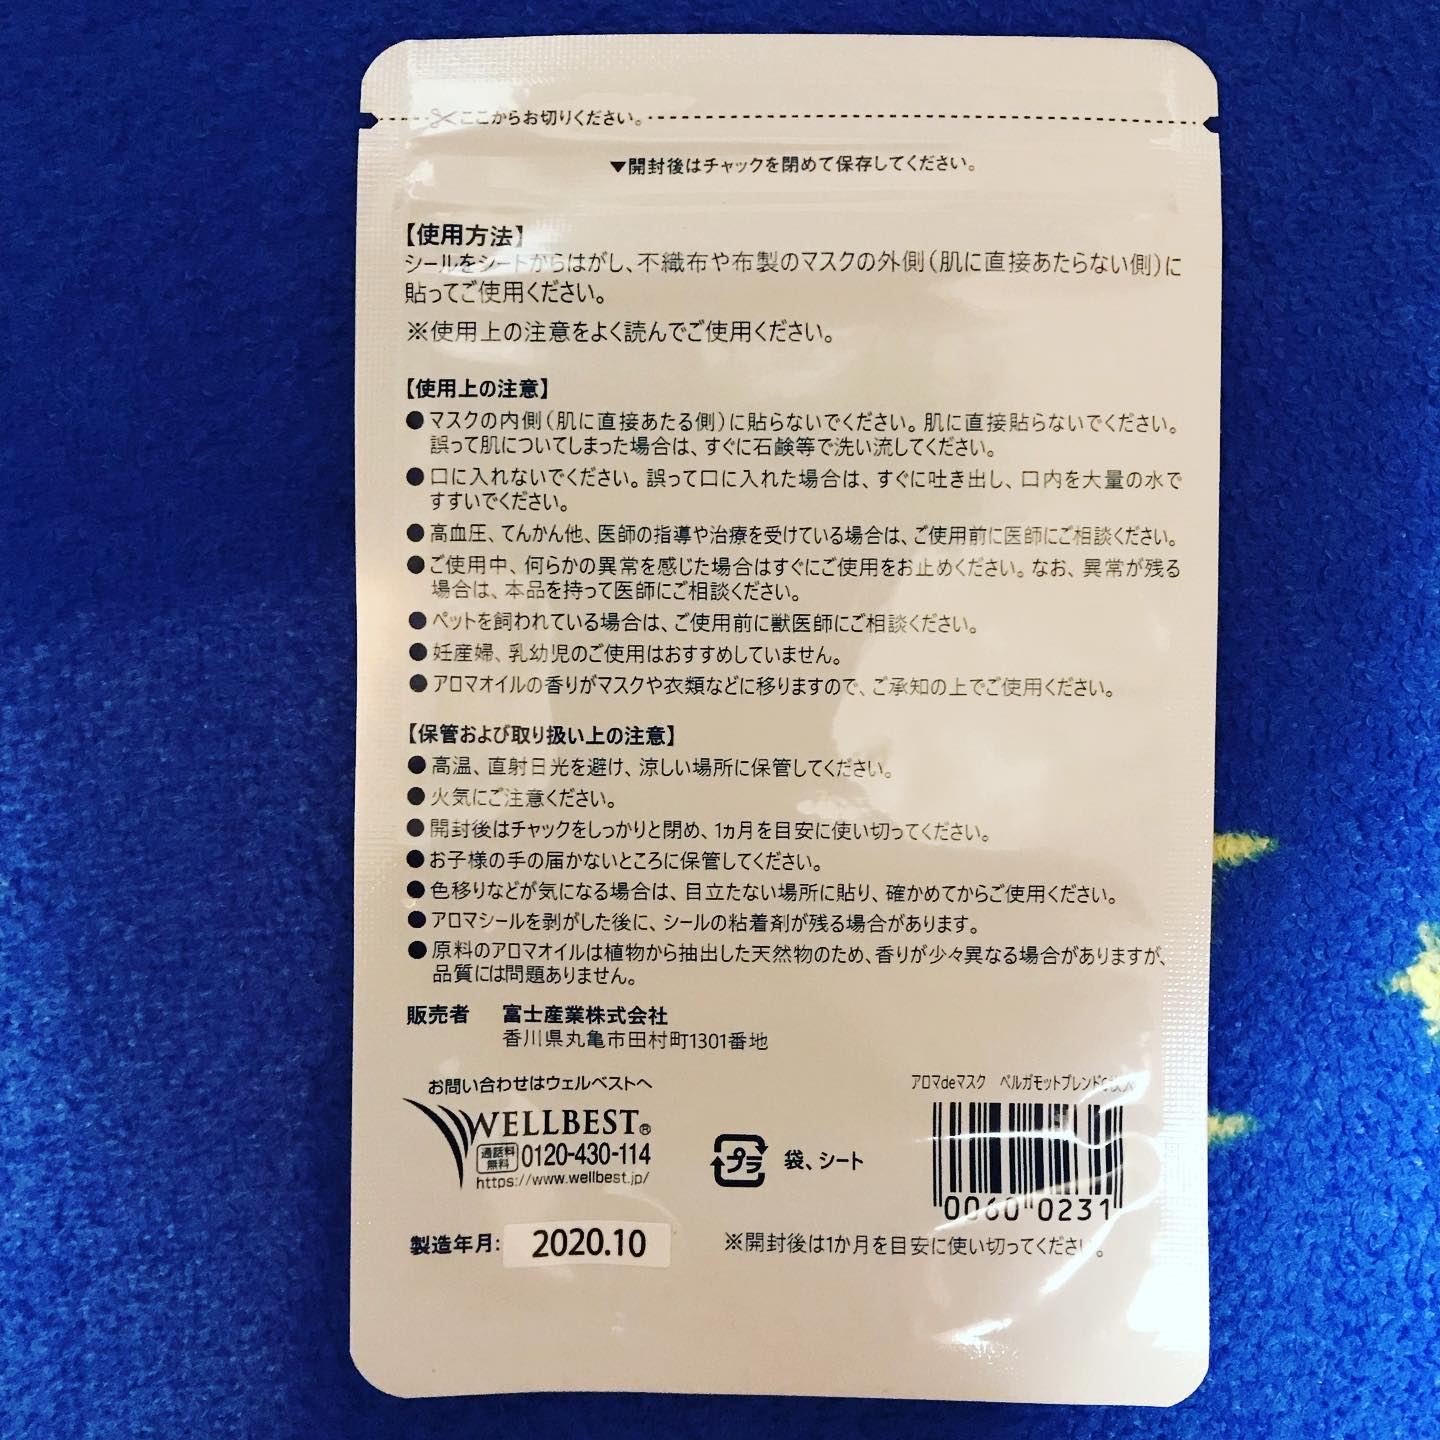 ここからお切りください。
▼開封後はチャックを閉めて保存してください。
【使用方法】
シールをシートからはがし、不織布や布製のマスクの外側（肌に直接あたらない側）に
貼ってご使用ください。
※使用上の注意をよく読んでご使用ください。
【使用上の注意】
●マスクの内側（肌に直接あたる側）に貼らないでください。肌に直接貼らないでください。
誤って肌についてしまった場合は、すぐに石鹸等で洗い流してください。
●口に入れないでください。誤って口に入れた場合は、すぐに吐き出し、口内を大量の水で
すすいでください。
●高血圧、てんかん他、医師の指導や治療を受けている場合は、ご使用前に医師にご相談ください。
●ご使用中、何らかの異常を感じた場合はすぐにご使用をお止めください。なお、異常が残る
場合は、本品を持って医師にご相談ください。
●ペットを飼われている場合は、ご使用前に獣医師にご相談ください。
●妊産婦、乳幼児のご使用はおすすめしていません。
●アロマオイルの香りがマスクや衣類などに移りますので、ご承知の上でご使用ください。
【保管および取り扱い上の注意】
●高温、直射日光を避け、涼しい場所に保管してください。
●火気にご注意ください。
●開封後はチャックをしっかりと閉め、1ヵ月を目安に使い切ってください。
●お子様の手の届かないところに保管してください。
●色移りなどが気になる場合は、目立たない場所に貼り、確かめてからご使用ください。
●アロマシールを剥がした後に、シールの粘着剤が残る場合があります。
●原料のアロマオイルは植物から抽出した天然物のため、香りが少々異なる場合がありますが、
品質には問題ありません。
販売者 富士産業株式会社
香川県丸亀市田村町1301番地
お問い合わせはウェルベストへ
WELLBEST®
通話料無料 0120-430-114
https://www.wellbest.jp/
プラ 袋、シート
アロマdeマスク ベルガモットブレンド
0060 0231
製造年月: 2020.10
※開封後は1か月を目安に使い切ってください。